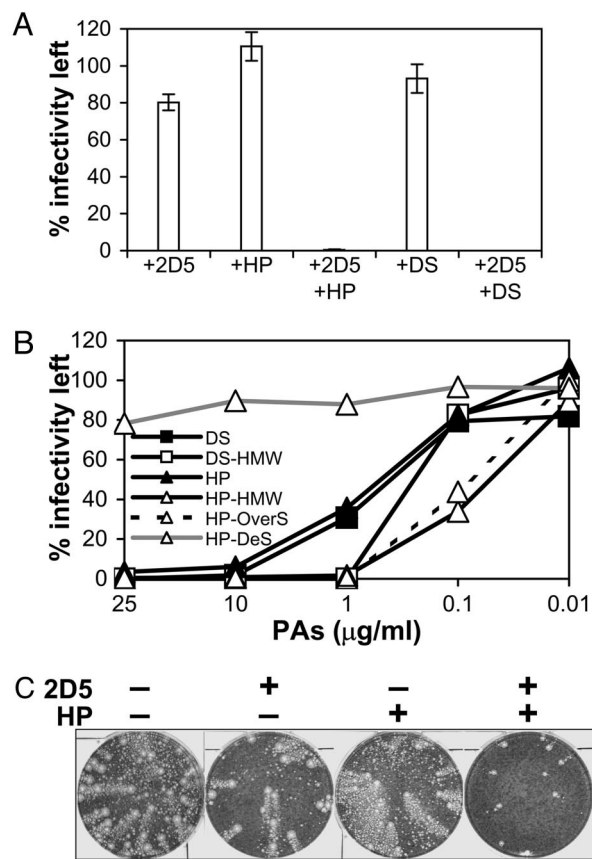 A
% infectivity left
120
100
80
60
40
20
0
+2D5
+HP
+2D5 +HP
+DS
+2D5 +DS
B
% infectivity left
120
100
80
60
40
20
0
DS
DS-HMW
HP
HP-HMW
HP-OverS
HP-DeS
25 10 1 0.1 0.01
PAs (μg/ml)
C 2D5 – + – +
HP – – + +